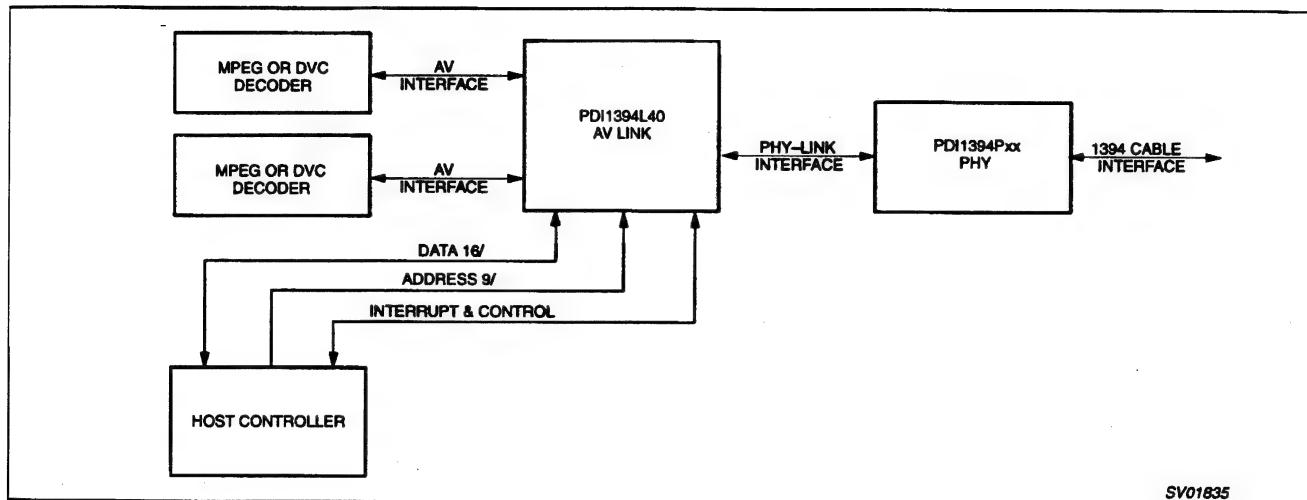 MPEG OR DVC
DECODER
AV
INTERFACE
PDI1394L40
AV LINK
PHY–LINK
INTERFACE
PDI1394Pxx
PHY
1394 CABLE
INTERFACE
MPEG OR DVC
DECODER
AV
INTERFACE
DATA 16/
ADDRESS 9/
INTERRUPT & CONTROL
HOST CONTROLLER
SV01835